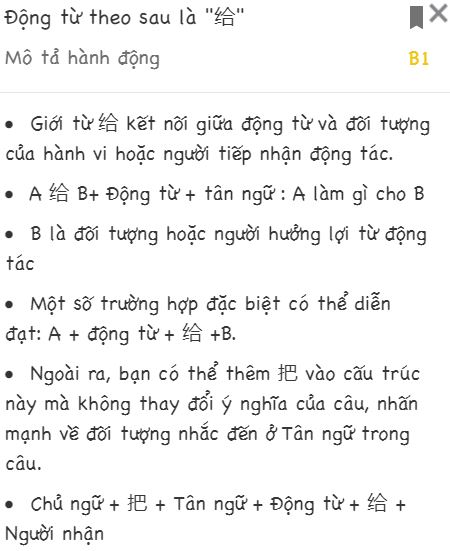 Động từ theo sau là "给"
Mô tả hành động
B1
• Giới từ 给 kết nối giữa động từ và đối tượng
của hành vi hoặc người tiếp nhận động tác.
• A 给 B+ Động từ + tân ngữ : A làm gì cho B
• B là đối tượng hoặc người hưởng lợi từ động
tác
• Một số trường hợp đặc biệt có thể diễn
đạt: A + động từ + 给 +B.
• Ngoài ra, bạn có thể thêm 把 vào cấu trúc
này mà không thay đổi ý nghĩa của câu, nhấn
mạnh về đối tượng nhắc đến ở Tân ngữ trong
câu.
• Chủ ngữ + 把 + Tân ngữ + Động từ + 给 +
Người nhận